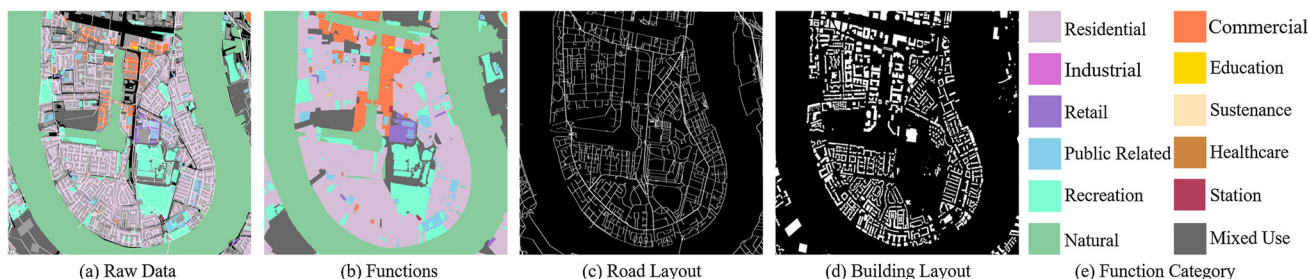 Residential
Commercial
Industrial
Education
Retail
Sustenance
Public Related
Healthcare
Recreation
Station
Natural
Mixed Use
(a) Raw Data
(b) Functions
(c) Road Layout
(d) Building Layout
(e) Function Category